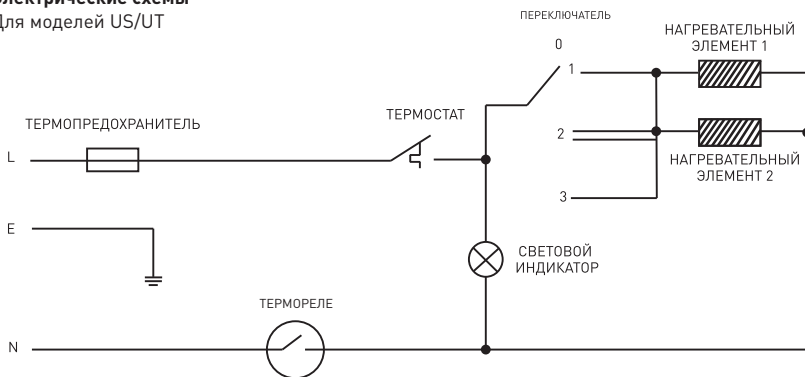 электрические схемы
Для моделей US/UT
ПЕРЕКЛЮЧАТЕЛЬ
0
1
НАГРЕВАТЕЛЬНЫЙ
ЭЛЕМЕНТ 1
ТЕРМОПРЕДОХРАНИТЕЛЬ
ТЕРМОСТАТ
2
L
НАГРЕВАТЕЛЬНЫЙ
ЭЛЕМЕНТ 2
3
E
СВЕТОВОЙ
ИНДИКАТОР
ТЕРМОРЕЛЕ
N